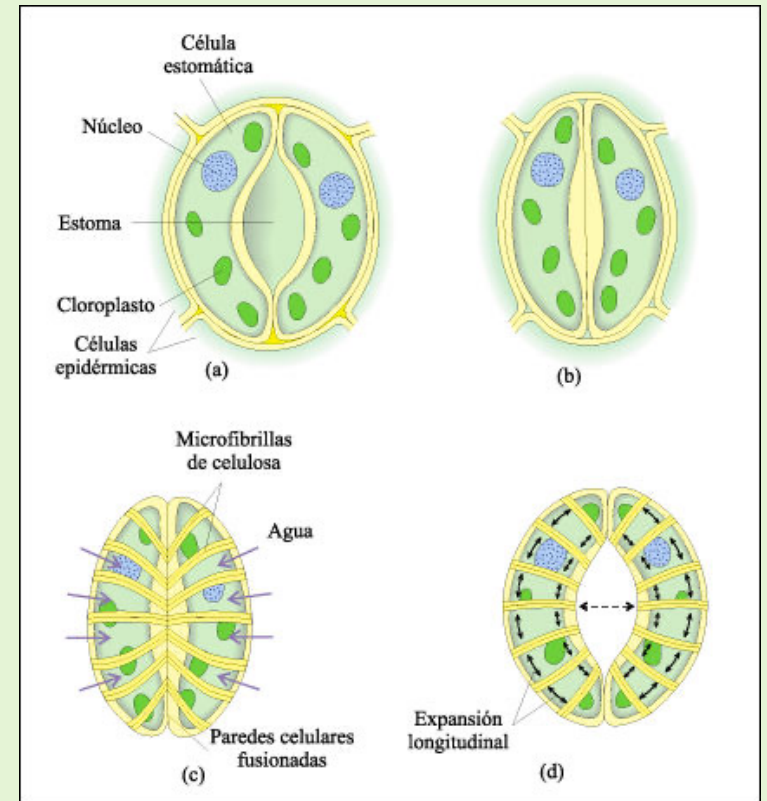 Célula
estomática
Núcleo
Estoma
Cloroplasto
Células
epidérmicas
(a)
(b)
Microfibrillas
de celulosa
Agua
Paredes celulares
fusionadas
(c)
Expansión
longitudinal
(d)